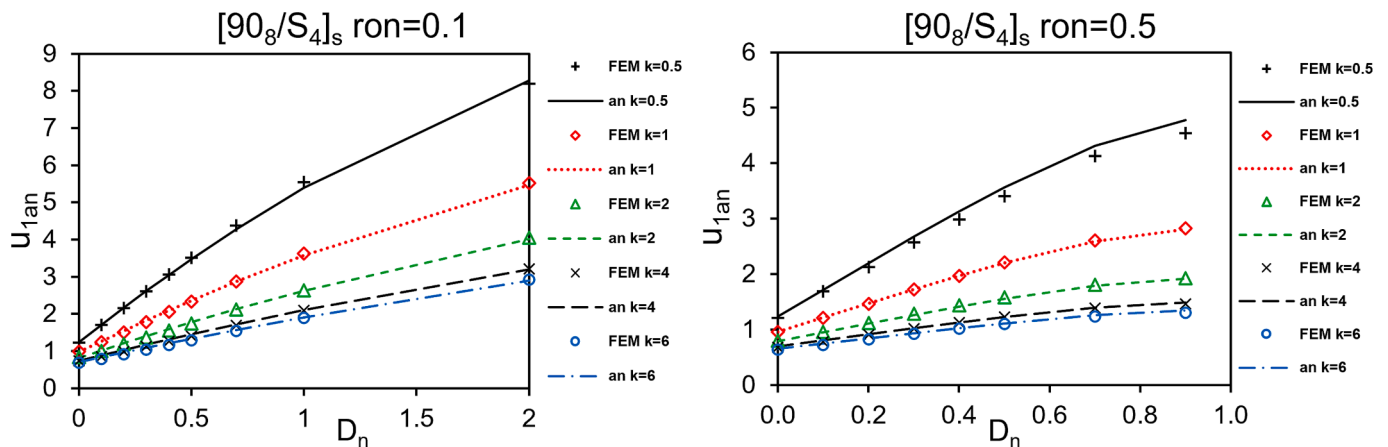 [90₈/S₄]ₛ ron=0.1
9
8
7
6
5
4
3
2
1
0
u₁ₐₙ
0
0.5
1
1.5
2
Dₙ
FEM k=0.5
an k=0.5
FEM k=1
an k=1
FEM k=2
an k=2
FEM k=4
an k=4
FEM k=6
an k=6
[90₈/S₄]ₛ ron=0.5
6
5
4
3
2
1
0
u₁ₐₙ
0.0
0.2
0.4
0.6
0.8
1.0
Dₙ
FEM k=0.5
an k=0.5
FEM k=1
an k=1
FEM k=2
an k=2
FEM k=4
an k=4
FEM k=6
an k=6